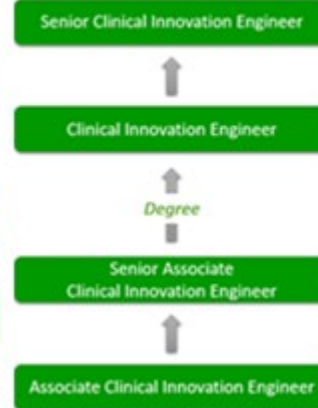 Senior Clinical Innovation Engineer
Clinical Innovation Engineer
Degree
Senior Associate
Clinical Innovation Engineer
Associate Clinical Innovation Engineer